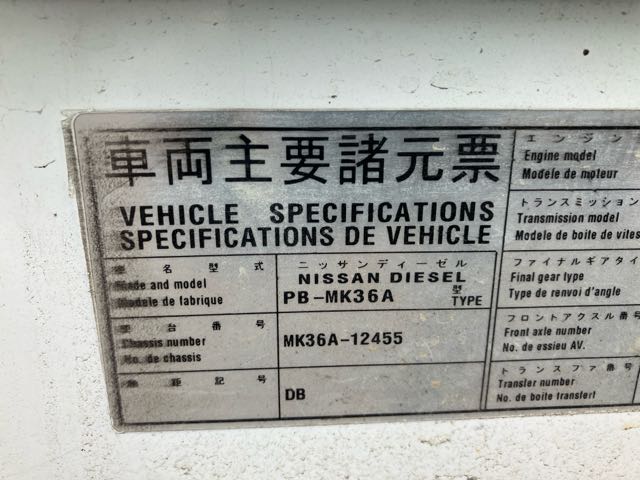 車両主要諸元票
VEHICLE SPECIFICATIONS
SPECIFICATIONS DE VEHICLE
車名型式
Made and model
Modele de fabrique
ニッサンディーゼル
NISSAN DIESEL
PB-MK36A 型 TYPE
車台番号
Chassis number
No. de chassis
MK36A-12455
記号
DB
エンジン
Engine model
Modele de moteur
トランスミッション
Transmission model
Modele de boite de vites
ファイナルギアタイ
Final gear type
Type de renvoi d'angle
フロントアクスル番号
Front axle number
No. de essieu AV.
トランスファ番号
Transfer number
No. de boite transfert